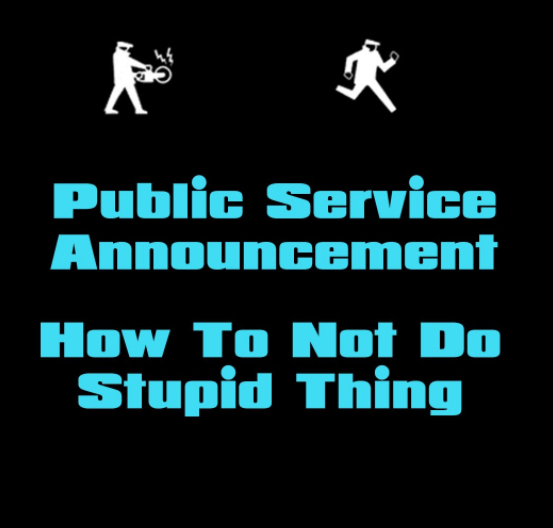 Public Service
Announcement
How To Not Do
Stupid Thing